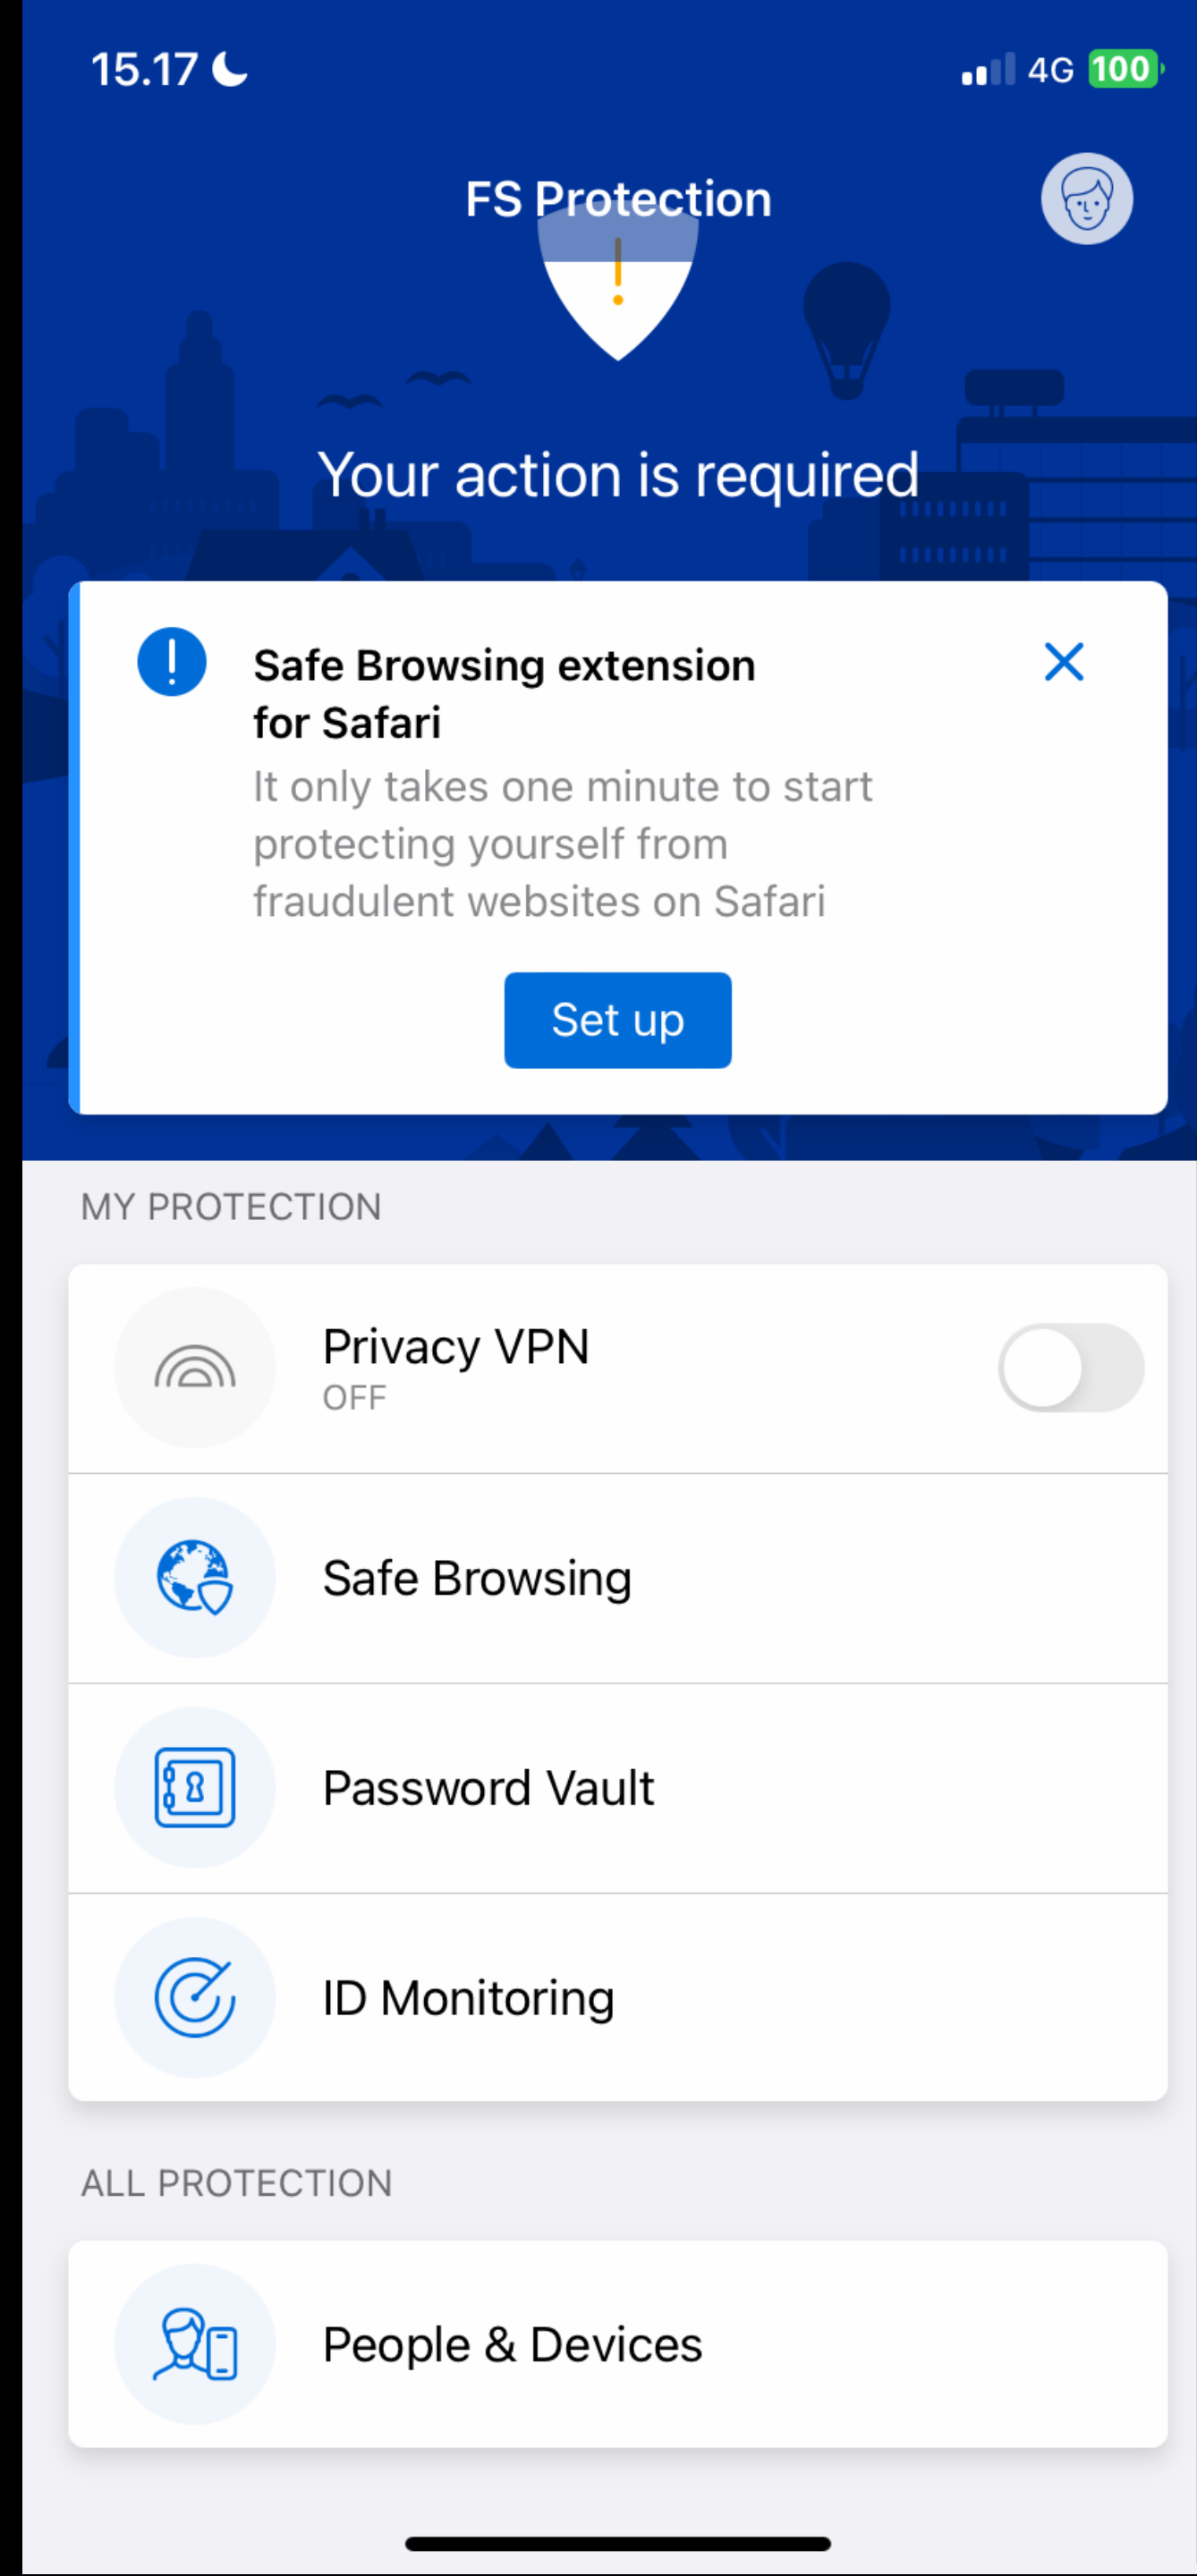 15.17
4G 100
FS Protection
Your action is required
Safe Browsing extension
for Safari
It only takes one minute to start
protecting yourself from
fraudulent websites on Safari
Set up
MY PROTECTION
Privacy VPN
OFF
Safe Browsing
Password Vault
ID Monitoring
ALL PROTECTION
People & Devices